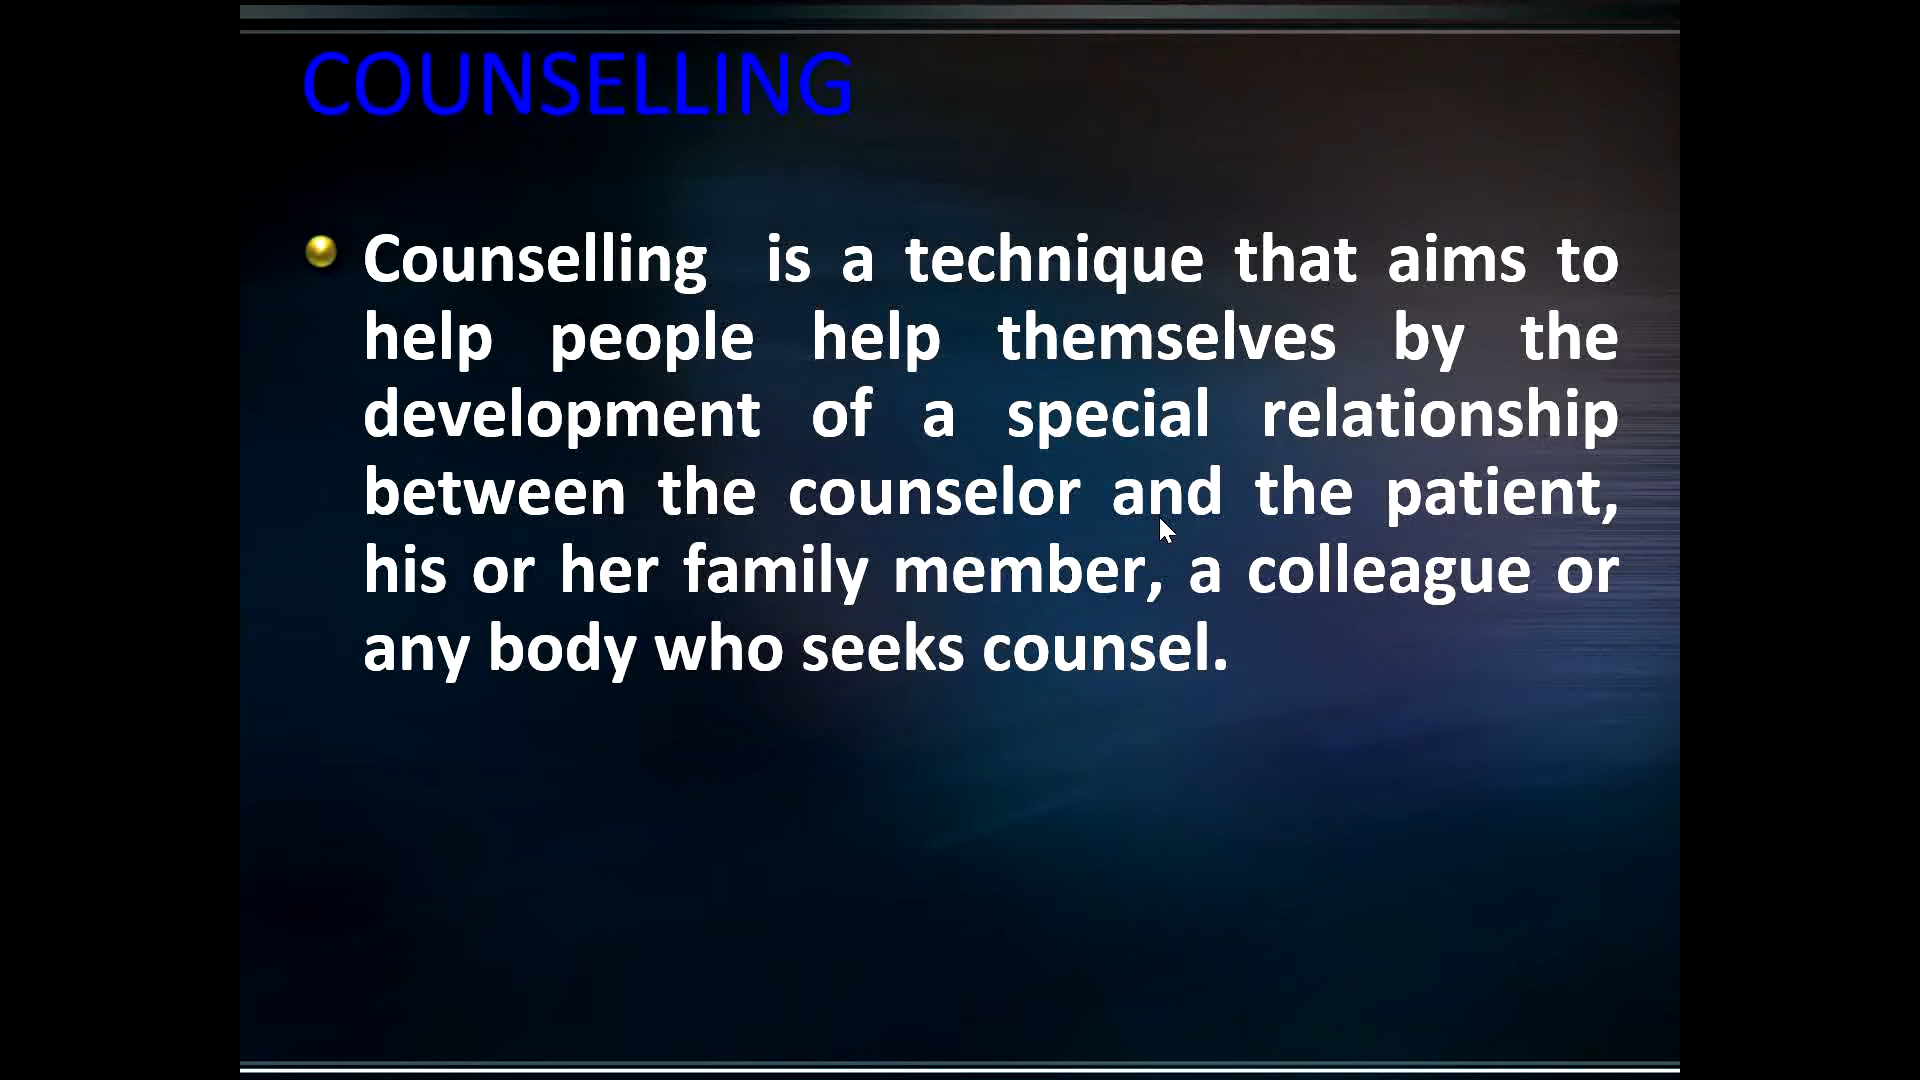 COUNSELLING
Counselling is a technique that aims to
help people help themselves by the
development of a special relationship
between the counselor and the patient,
his or her family member, a colleague or
any body who seeks counsel.